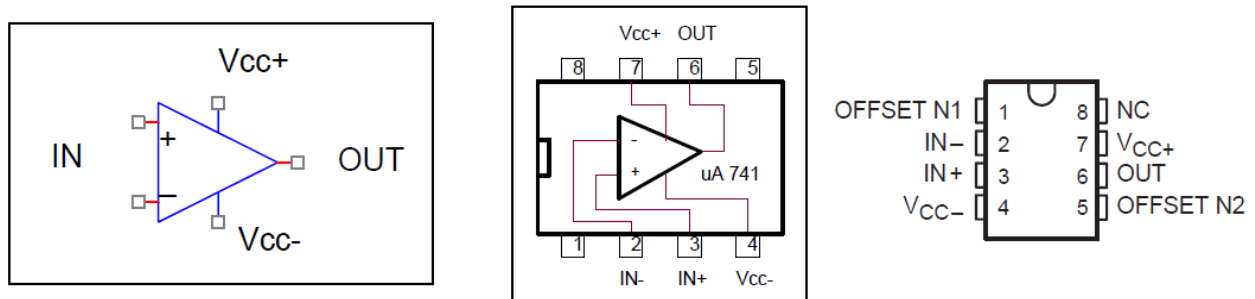 Vcc+
+
IN
OUT
−
Vcc-
Vcc+ OUT
8 7 6 5
-
+
uA 741
1 2 3 4
IN- IN+ Vcc-
OFFSET N1 1 8 NC
IN− 2 7 VCC+
IN+ 3 6 OUT
VCC− 4 5 OFFSET N2